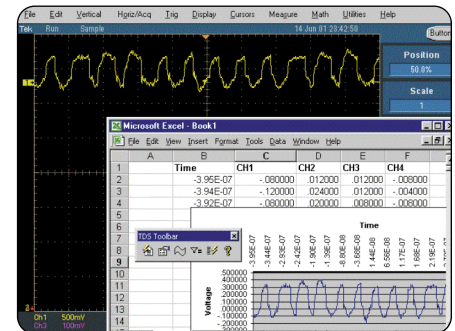 File Edit Vertical Horiz/Acq Trig Display Cursors Measure Math Utilities Help
Tek Run Sample 14 Jun 01 23:42:50 Button
Position
50.0%
Scale
1
1
Microsoft Excel - Book1
File Edit View Insert Format Tools Data Window Help
A B C D E F
1 Time CH1 CH2 CH3 CH4
2 -3.95E-07 -.080000 .012000 .012000 -.008000
3 -3.94E-07 -.120000 .024000 .012000 -.004000
4 -3.92E-07 -.080000 .020000 .008000 -.008000
5
6 Time
7 TDS Toolbar
8 -3.95E-07 -3.44E-07 -2.93E-07 -2.42E-07 -1.90E-07 -1.39E-07 -8.80E-08 -3.68E-08 1.44E-08 6.56E-08 1.17E-07 1.68E-07 2.19E-07
9
10 .500000
11 .400000
.300000
12 .200000
.100000
13 .000000
-.100000
14 -.200000
Voltage
Ch1 500mV
Ch3 100mV